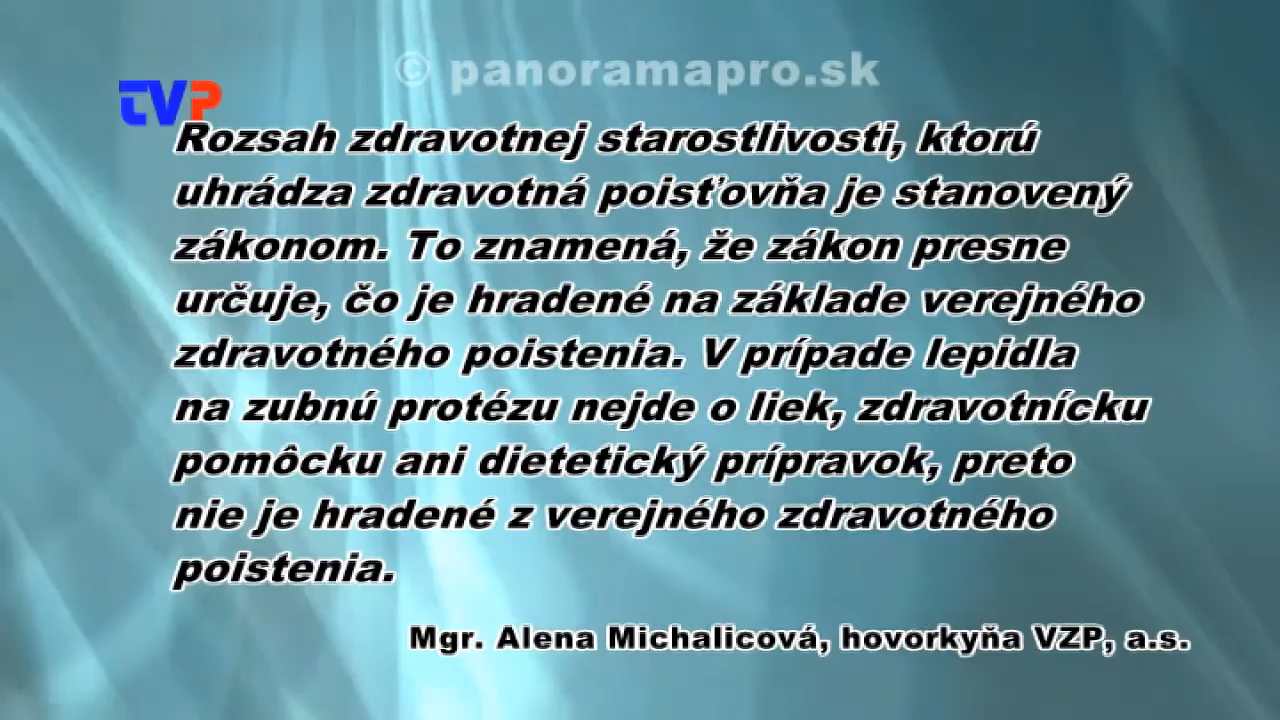 © panoramapro.sk
TVP
Rozsah zdravotnej starostlivosti, ktorú
uhrádza zdravotná poisťovňa je stanovený
zákonom. To znamená, že zákon presne
určuje, čo je hradené na základe verejného
zdravotného poistenia. V prípade lepidla
na zubnú protézu nejde o liek, zdravotnícku
pomôcku ani dietetický prípravok, preto
nie je hradené z verejného zdravotného
poistenia.
Mgr. Alena Michalicová, hovorkyňa VZP, a.s.